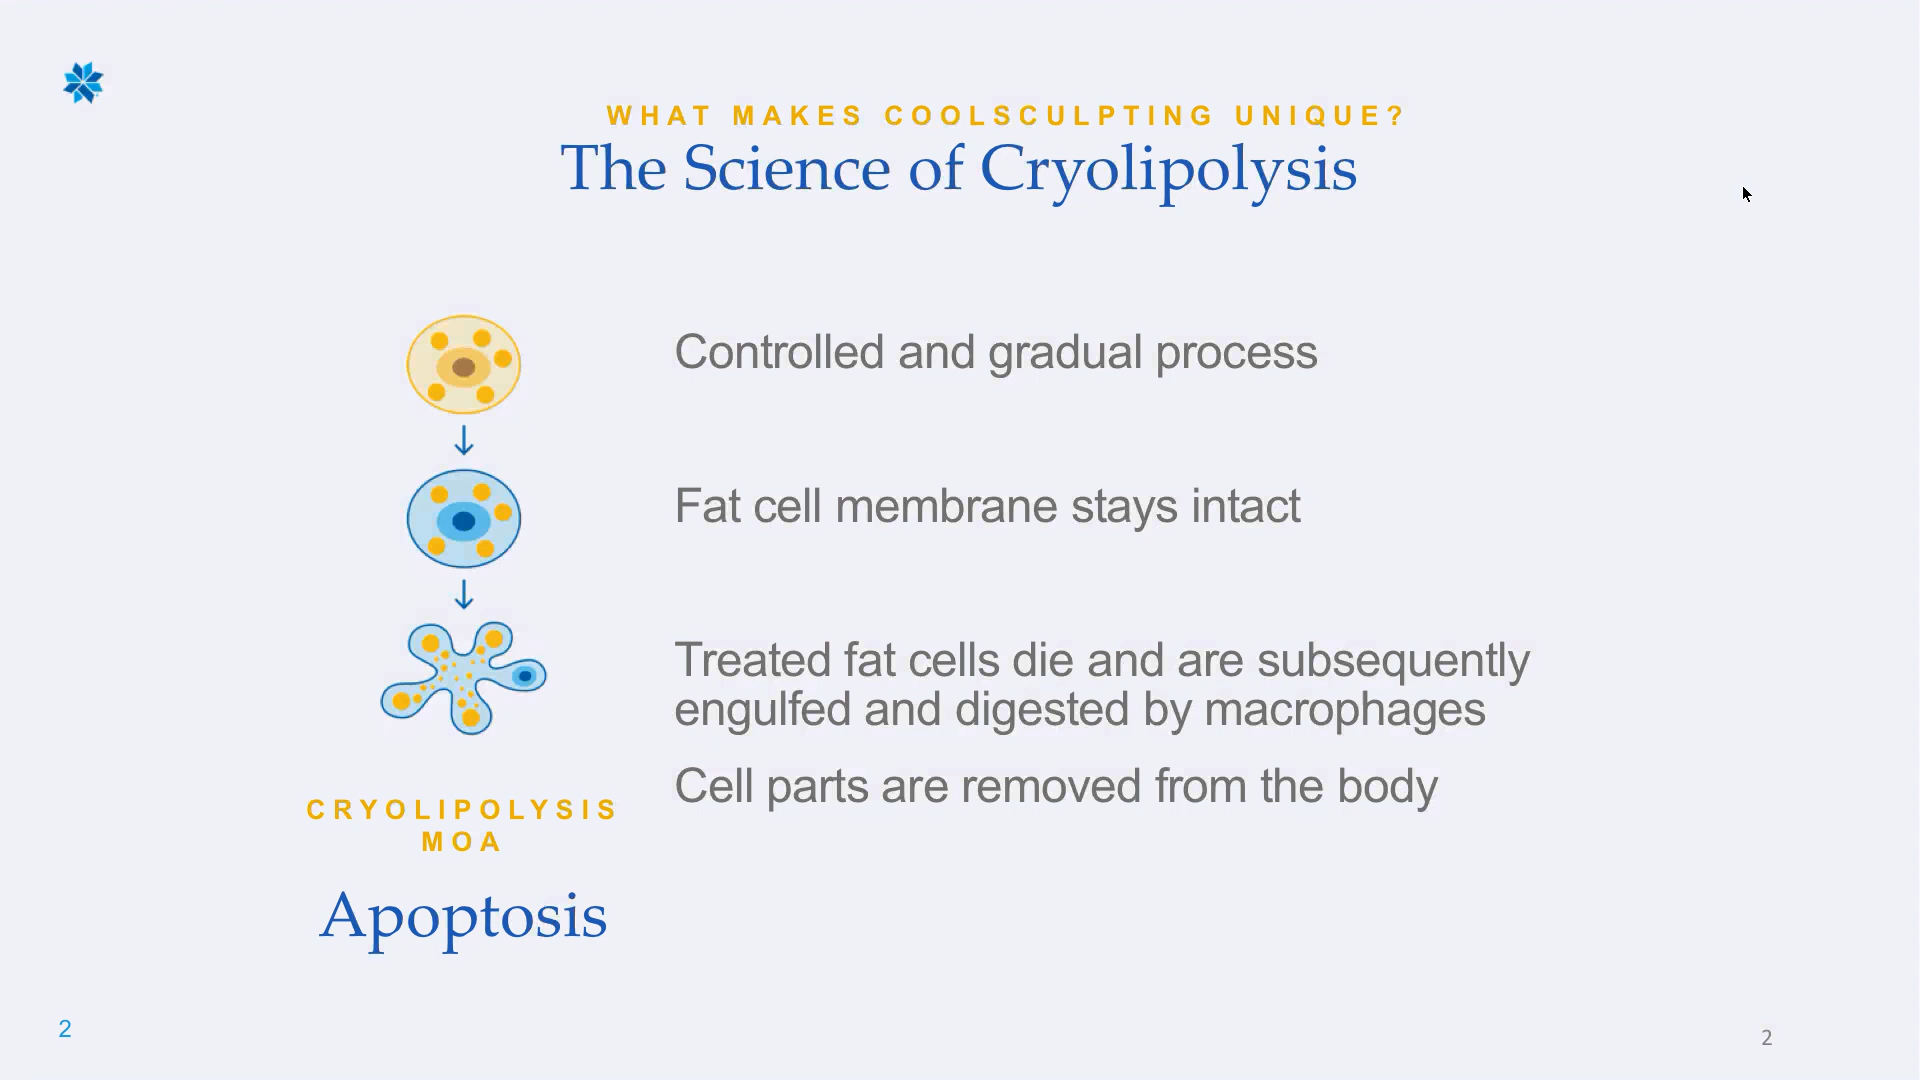 WHAT MAKES COOLSCULPTING UNIQUE?
The Science of Cryolipolysis
Controlled and gradual process
Fat cell membrane stays intact
Treated fat cells die and are subsequently
engulfed and digested by macrophages
Cell parts are removed from the body
CRYOLIPOLYSIS
MOA
Apoptosis
2
2